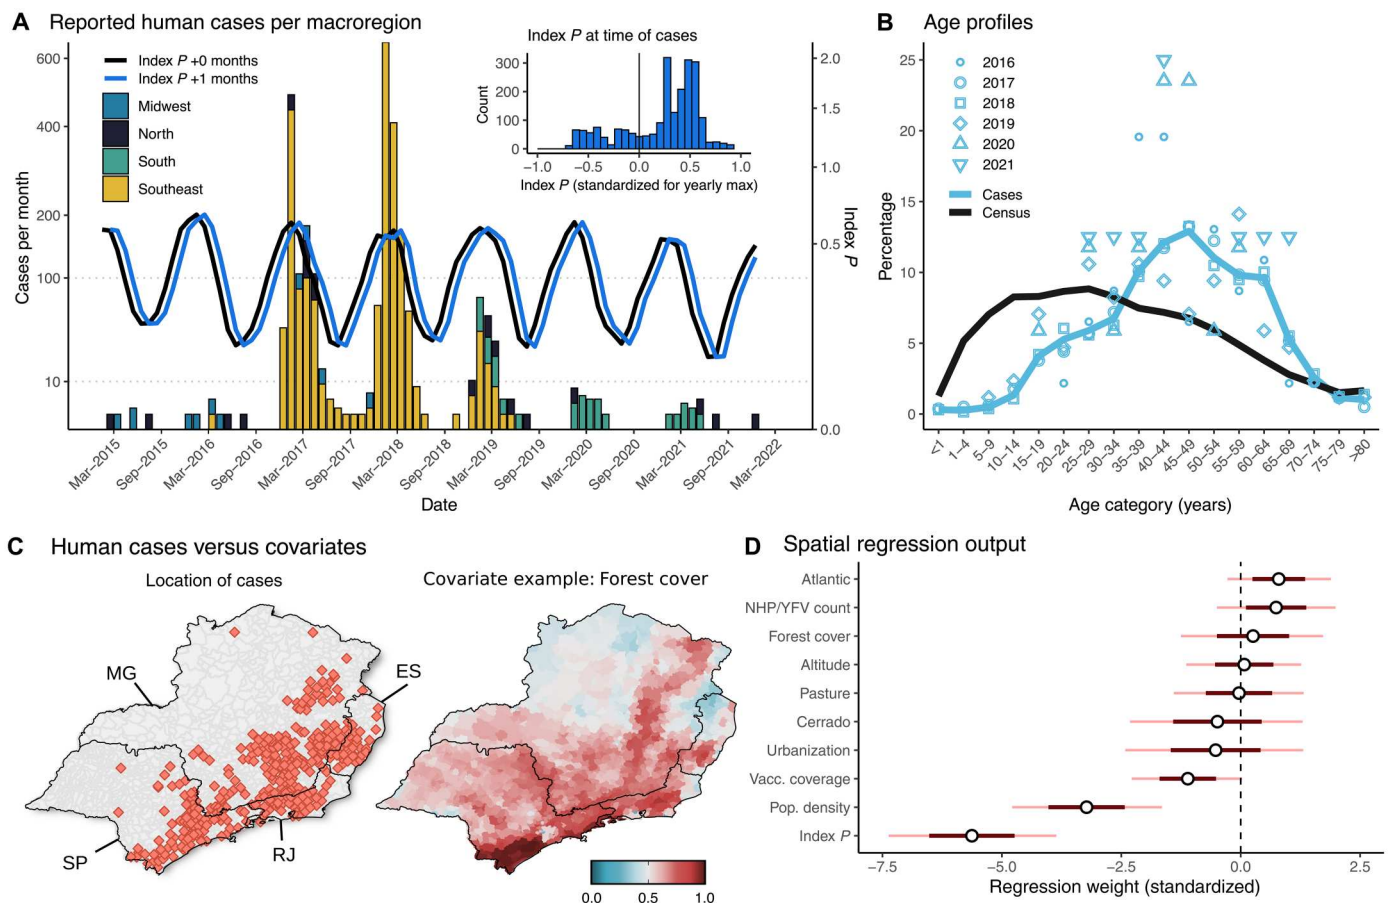 A Reported human cases per macroregion
Index P +0 months
Index P +1 months
Midwest
North
South
Southeast
Cases per month
600
400
200
100
10
Index P
2.0
1.5
1.0
0.5
0.0
Mar−2015
Sep−2015
Mar−2016
Sep−2016
Mar−2017
Sep−2017
Mar−2018
Sep−2018
Mar−2019
Sep−2019
Mar−2020
Sep−2020
Mar−2021
Sep−2021
Mar−2022
Date
Index P at time of cases
Count
300
200
100
0
−1.0 −0.5 0.0 0.5 1.0
Index P (standardized for yearly max)
B Age profiles
Percentage
25
20
15
10
5
0
2016
2017
2018
2019
2020
2021
Cases
Census
<1
1−4
5−9
10−14
15−19
20−24
25−29
30−34
35−39
40−44
45−49
50−54
55−59
60−64
65−69
70−74
75−79
>80
Age category (years)
C Human cases versus covariates
Location of cases
MG
ES
SP
RJ
Covariate example: Forest cover
0.0 0.5 1.0
D Spatial regression output
Atlantic
NHP/YFV count
Forest cover
Altitude
Pasture
Cerrado
Urbanization
Vacc. coverage
Pop. density
Index P
−7.5 −5.0 −2.5 0.0 2.5
Regression weight (standardized)